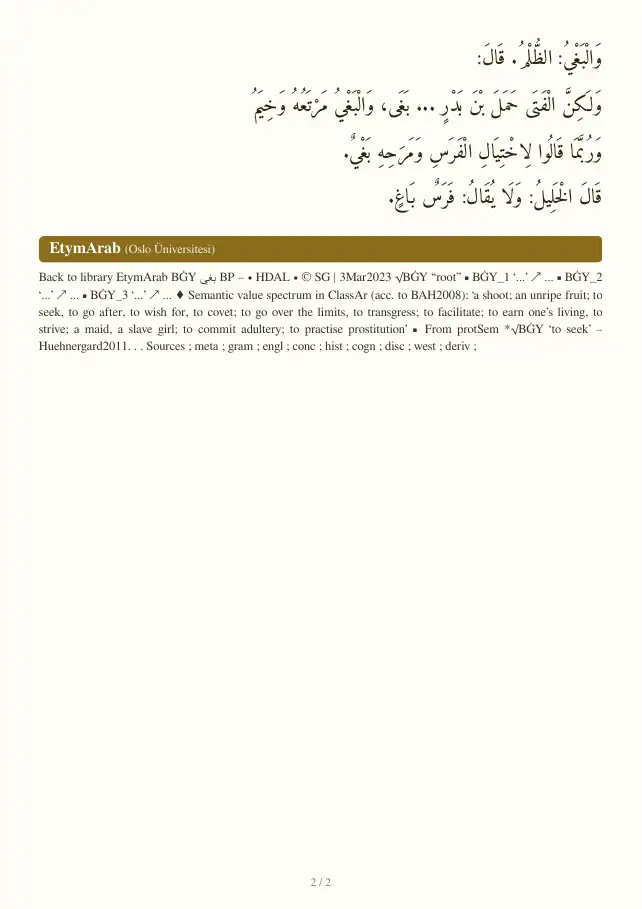 وَالْبَغْيُ: الظُّلْمُ. قَالَ:
وَلَكِنَّ الْفَتَى حَمَلَ بْنَ بَدْرٍ ... بَغَى، وَالْبَغْيُ مَرْتَعُهُ وَخِيمُ
وَرُبَّمَا قَالُوا لِاخْتِيَالِ الْفَرَسِ وَمَرَحِهِ بَغْيٌ.
قَالَ الْخَلِيلُ: وَلَا يُقَالُ: فَرَسٌ بَاغٍ.
EtymArab (Oslo Üniversitesi)
Back to library EtymArab BĠY بغي BP – • HDAL • © SG | 3Mar2023 √BĠY “root” ▪ BĠY_1 ‘...’ ↗ ... ▪ BĠY_2
‘...’ ↗ ... ▪ BĠY_3 ‘...’ ↗ ... ♦ Semantic value spectrum in ClassAr (acc. to BAH2008): ‘a shoot; an unripe fruit; to
seek, to go after, to wish for, to covet; to go over the limits, to transgress; to facilitate; to earn one’s living, to
strive; a maid, a slave girl; to commit adultery; to practise prostitution’ ▪ From protSem *√BĠY ‘to seek’ –
Huehnergard2011. . . Sources ; meta ; gram ; engl ; conc ; hist ; cogn ; disc ; west ; deriv ;
2 / 2